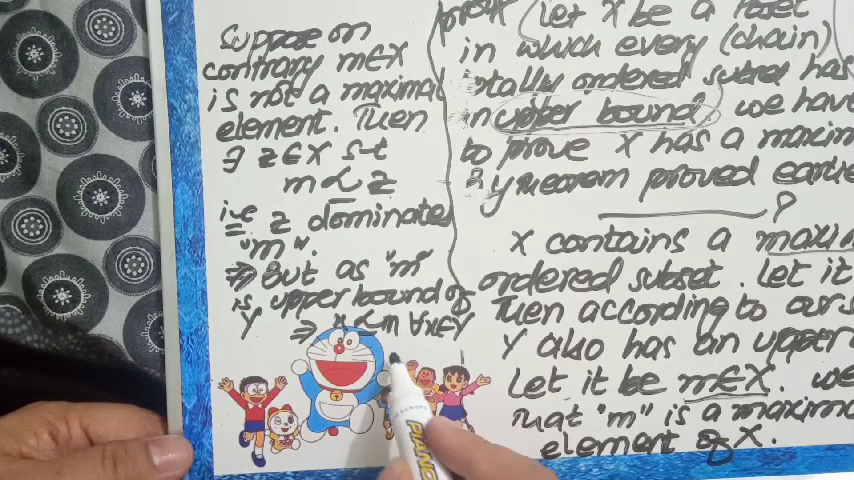 Suppose on
contrary m∈X
is not a maximal
element. Then
∃ z∈X s-t
m ≺ z
i.e z dominates
"m".
⇒ But as "m"
is upper bound of
Y ⇒ x ≺ m ∀x∈Y
proof (Let X be a Poset
in which every (chain)
totally ordered subset has
an upper bound, we have
to prove X has a maxim
By theorem proved earlie
X contains a maxi
ordered subset. Let it
Then according to our
Y also has an upper
Let it be m∈X. we
that "m" is a maxima
element of X.
PIANO